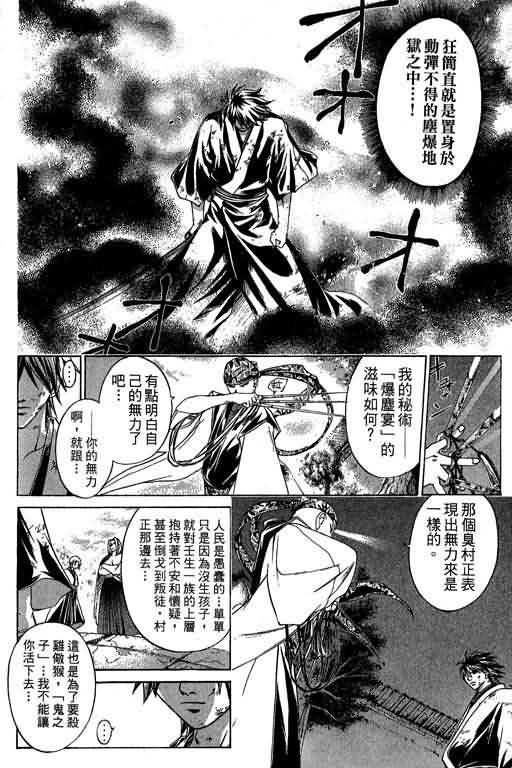 狂簡直就是置身於
動彈不得的塵爆地
獄之中…！
オ
オ
オ
オ
我的秘術──
「爆塵宴」的
滋味如何？
有點明白自
己的無力了
吧…
──你的無力
啊，就跟…
…
那個臭村正表
現出無力來是
一樣的。
人民是愚蠢的…單單
只是因為沒生孩子，
就對壬生一族的上層
抱持著不安和懷疑，
甚至倒戈到叛徒，村
正那邊去…
這也是為了要殺
雞儆猴，「鬼之
子」…我不能讓
你活下去…
…